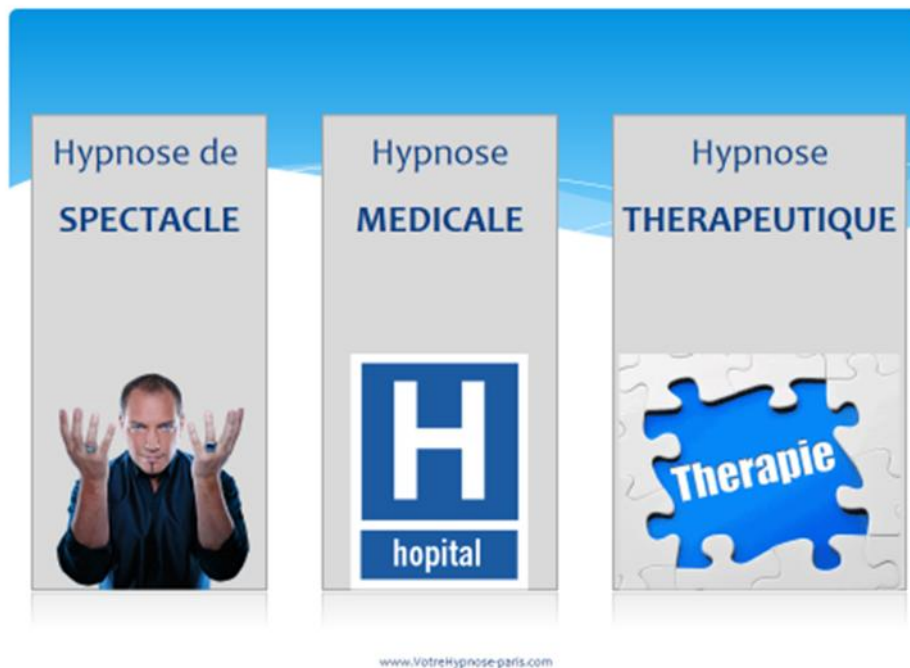 Hypnose de
SPECTACLE
Hypnose
MEDICALE
H
hopital
Hypnose
THERAPEUTIQUE
Therapie
www.VotreHypnose-paris.com